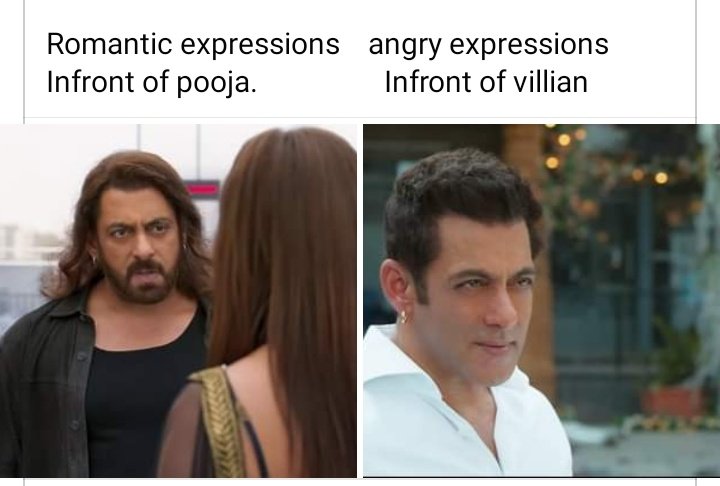 Romantic expressions
Infront of pooja.
angry expressions
Infront of villian